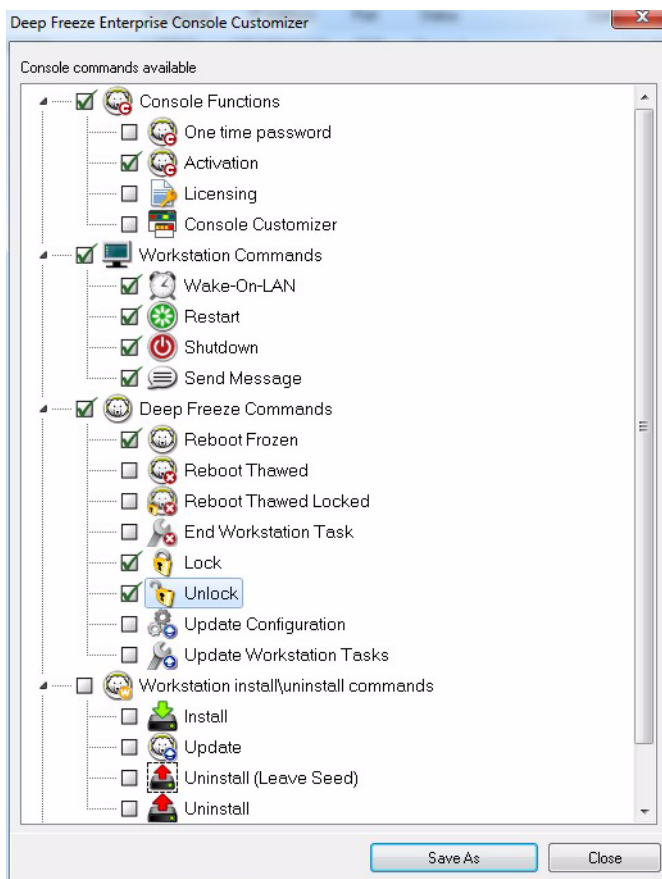 Deep Freeze Enterprise Console Customizer
Console commands available
Console Functions
One time password
Activation
Licensing
Console Customizer
Workstation Commands
Wake-On-LAN
Restart
Shutdown
Send Message
Deep Freeze Commands
Reboot Frozen
Reboot Thawed
Reboot Thawed Locked
End Workstation Task
Lock
Unlock
Update Configuration
Update Workstation Tasks
Workstation install\uninstall commands
Install
Update
Uninstall (Leave Seed)
Uninstall
Save As Close